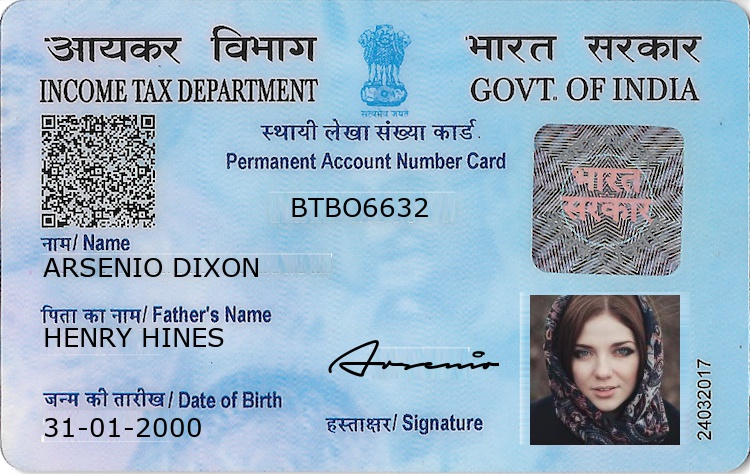 आयकर विभाग
भारत सरकार
INCOME TAX DEPARTMENT
GOVT. OF INDIA
सत्यमेव जयते
स्थायी लेखा संख्या कार्ड
Permanent Account Number Card
भारत
सरकार
BTBO6632
नाम/ Name
ARSENIO DIXON
पिता का नाम/ Father's Name
HENRY HINES
Arsenio
जन्म की तारीख/ Date of Birth
31-01-2000
हस्ताक्षर/ Signature
24032017